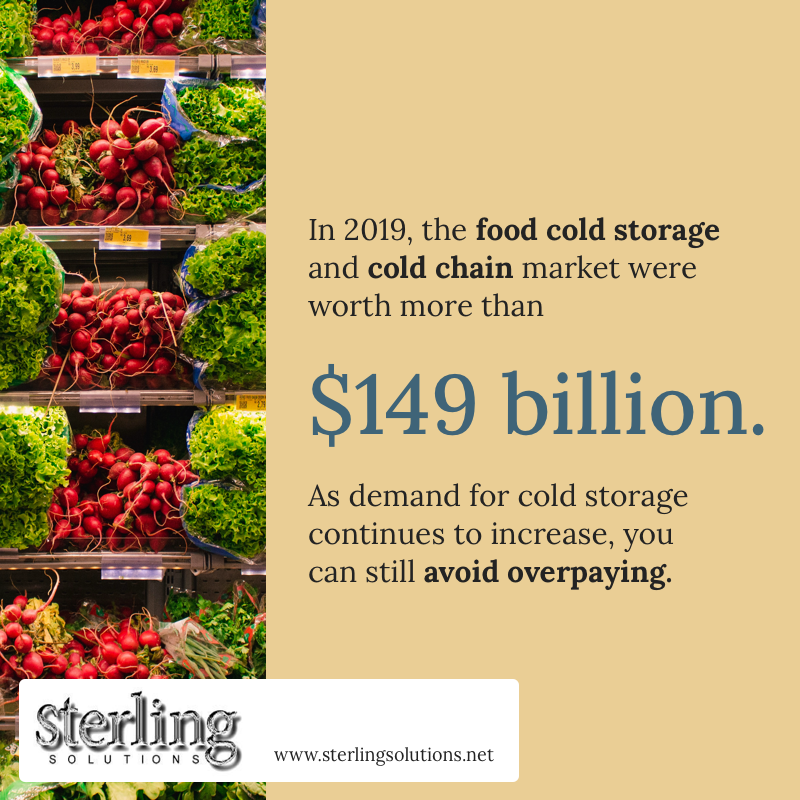 In 2019, the food cold storage
and cold chain market were
worth more than
$149 billion.
As demand for cold storage
continues to increase, you
can still avoid overpaying.
sterling
SOLUTIONS
www.sterlingsolutions.net